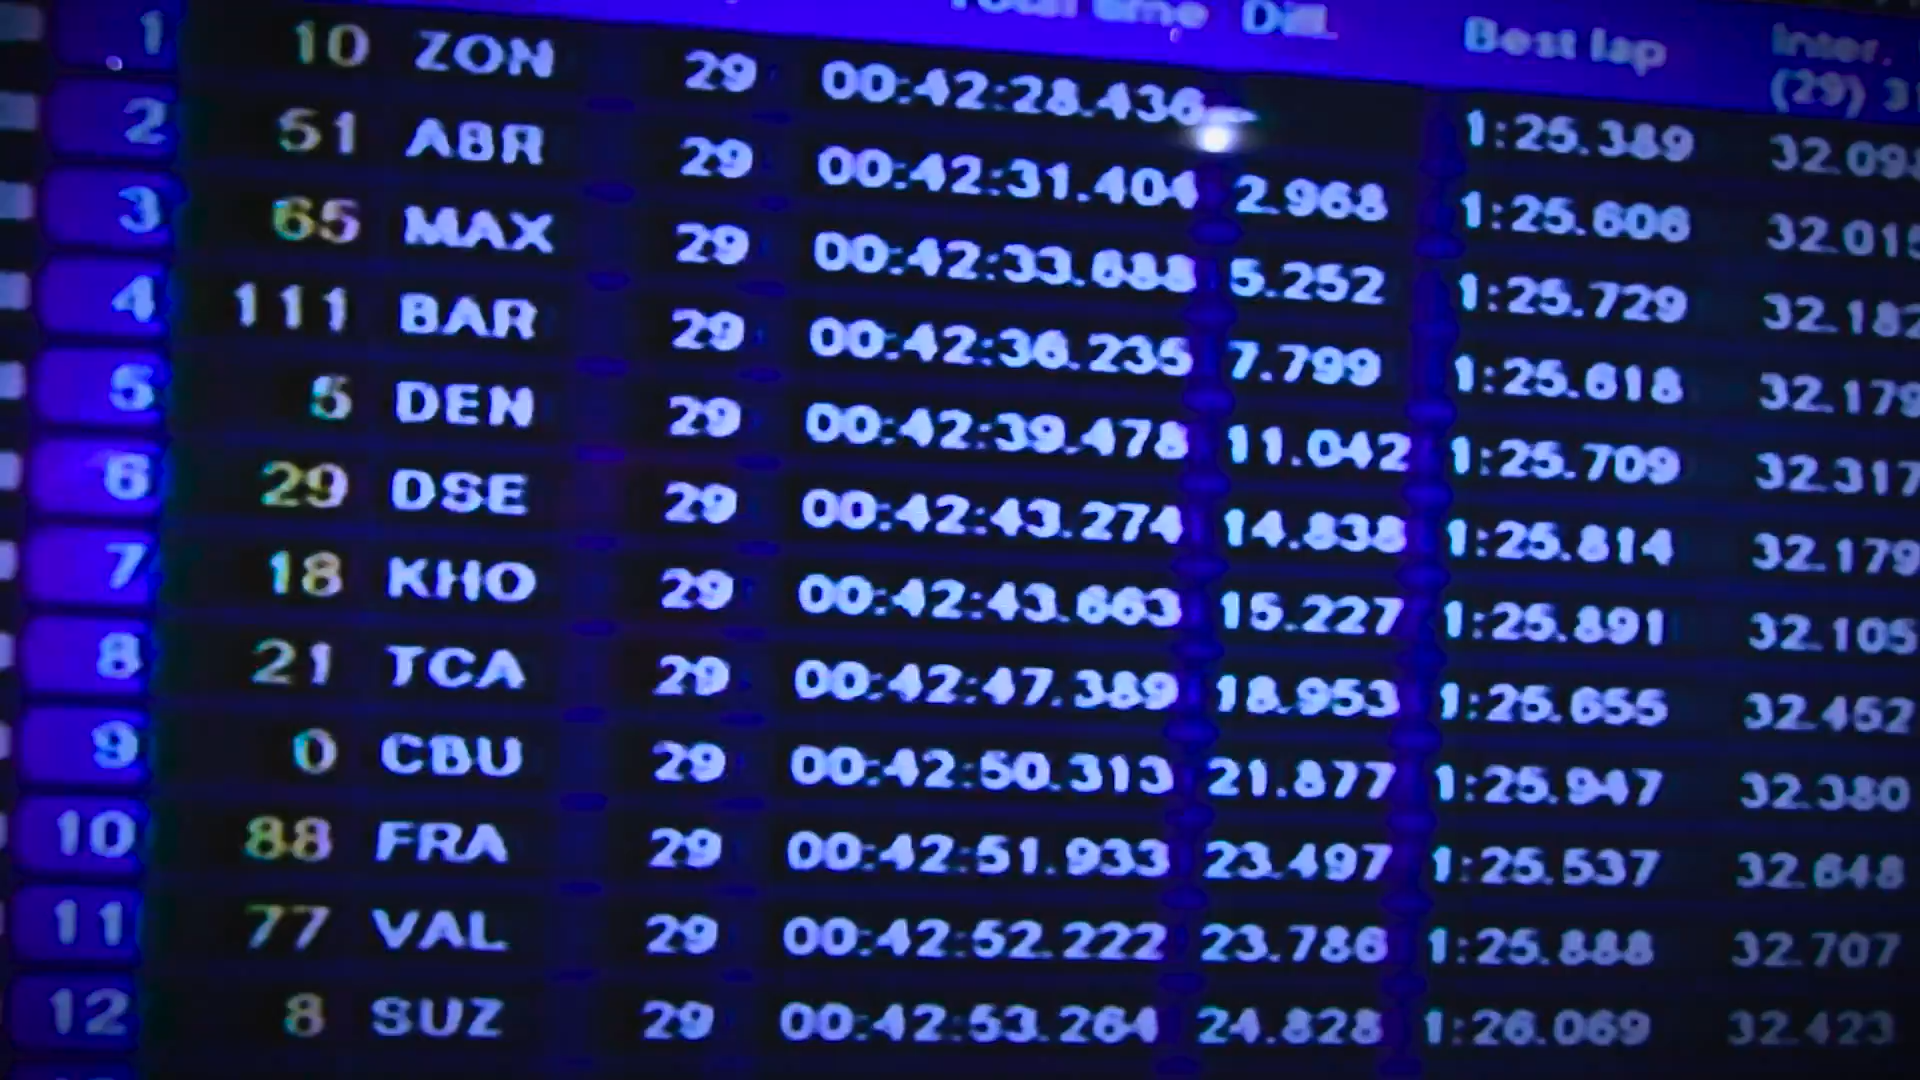 Total time Diff. Best lap Inter.
1 10 ZON 29 00:42:28.436 - 1:25.389 32.098
2 51 ABR 29 00:42:31.404 2.968 1:25.606 32.015
3 65 MAX 29 00:42:33.688 5.252 1:25.729 32.182
4 111 BAR 29 00:42:36.235 7.799 1:25.618 32.179
5 5 DEN 29 00:42:39.478 11.042 1:25.709 32.317
6 29 DSE 29 00:42:43.274 14.838 1:25.814 32.179
7 18 KHO 29 00:42:43.663 15.227 1:25.891 32.105
8 21 TCA 29 00:42:47.389 18.953 1:25.655 32.452
9 0 CBU 29 00:42:50.313 21.877 1:25.947 32.380
10 88 FRA 29 00:42:51.933 23.497 1:25.537 32.648
11 77 VAL 29 00:42:52.222 23.786 1:25.888 32.707
12 8 SUZ 29 00:42:53.264 24.828 1:26.069 32.423